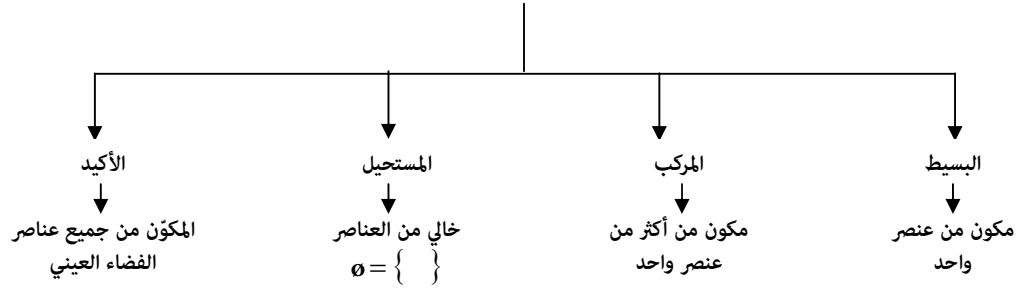 البسيط
المركب
المستحيل
الأكيد
مكون من عنصر
واحد
مكون من أكثر من
عنصر واحد
خالي من العناصر
ø = { }
المكوّن من جميع عناصر
الفضاء العيني